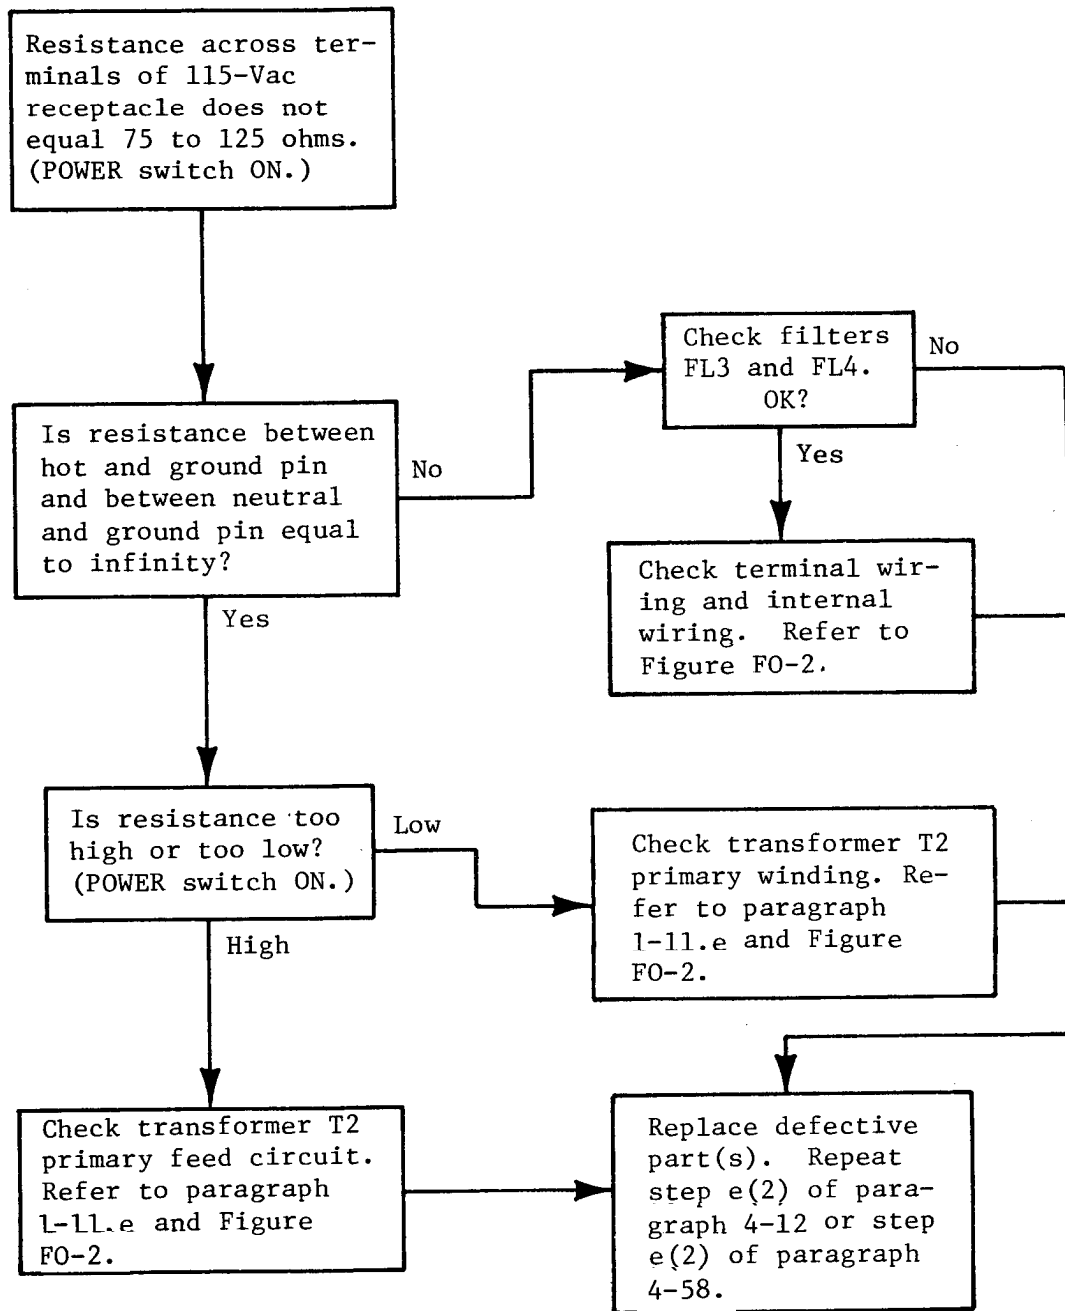 Resistance across ter-
minals of 115-Vac
receptacle does not
equal 75 to 125 ohms.
(POWER switch ON.)
Check filters
FL3 and FL4.
OK?
No
Yes
Is resistance between
hot and ground pin
and between neutral
and ground pin equal
to infinity?
No
Yes
Check terminal wir-
ing and internal
wiring. Refer to
Figure FO-2.
Is resistance too
high or too low?
(POWER switch ON.)
Low
High
Check transformer T2
primary winding. Re-
fer to paragraph
1-11.e and Figure
FO-2.
Check transformer T2
primary feed circuit.
Refer to paragraph
1-11.e and Figure
FO-2.
Replace defective
part(s). Repeat
step e(2) of para-
graph 4-12 or step
e(2) of paragraph
4-58.